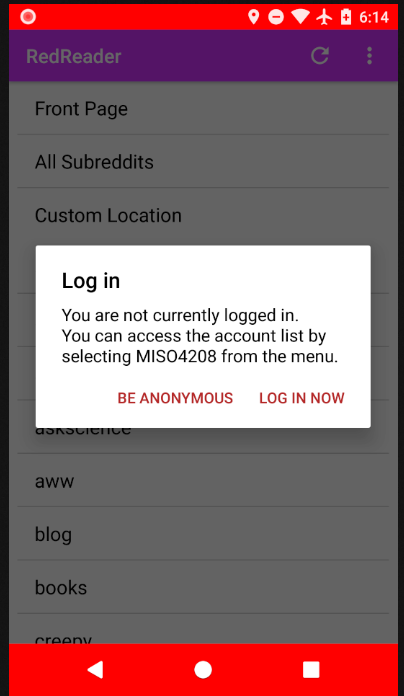 6:14
RedReader
Front Page
All Subreddits
Custom Location
Log in
You are not currently logged in.
You can access the account list by
selecting MISO4208 from the menu.
BE ANONYMOUS LOG IN NOW
askscience
aww
blog
books
creepy